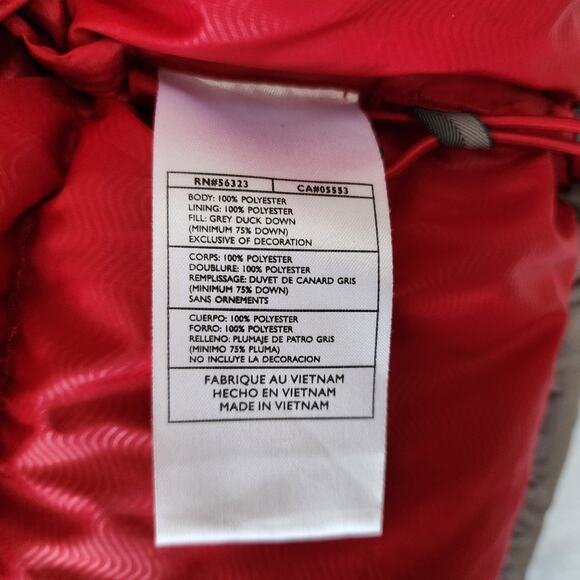 RN#56323 CA#05553
BODY: 100% POLYESTER
LINING: 100% POLYESTER
FILL: GREY DUCK DOWN
(MINIMUM 75% DOWN)
EXCLUSIVE OF DECORATION
CORPS: 100% POLYESTER
DOUBLURE: 100% POLYESTER
REMPLISSAGE: DUVET DE CANARD GRIS
(MINIMUM 75% DOWN)
SANS ORNEMENTS
CUERPO: 100% POLYESTER
FORRO: 100% POLYESTER
RELLENO: PLUMAJE DE PATRO GRIS
(MINIMO 75% PLUMA)
NO INCLUYE LA DECORACION
FABRIQUE AU VIETNAM
HECHO EN VIETNAM
MADE IN VIETNAM